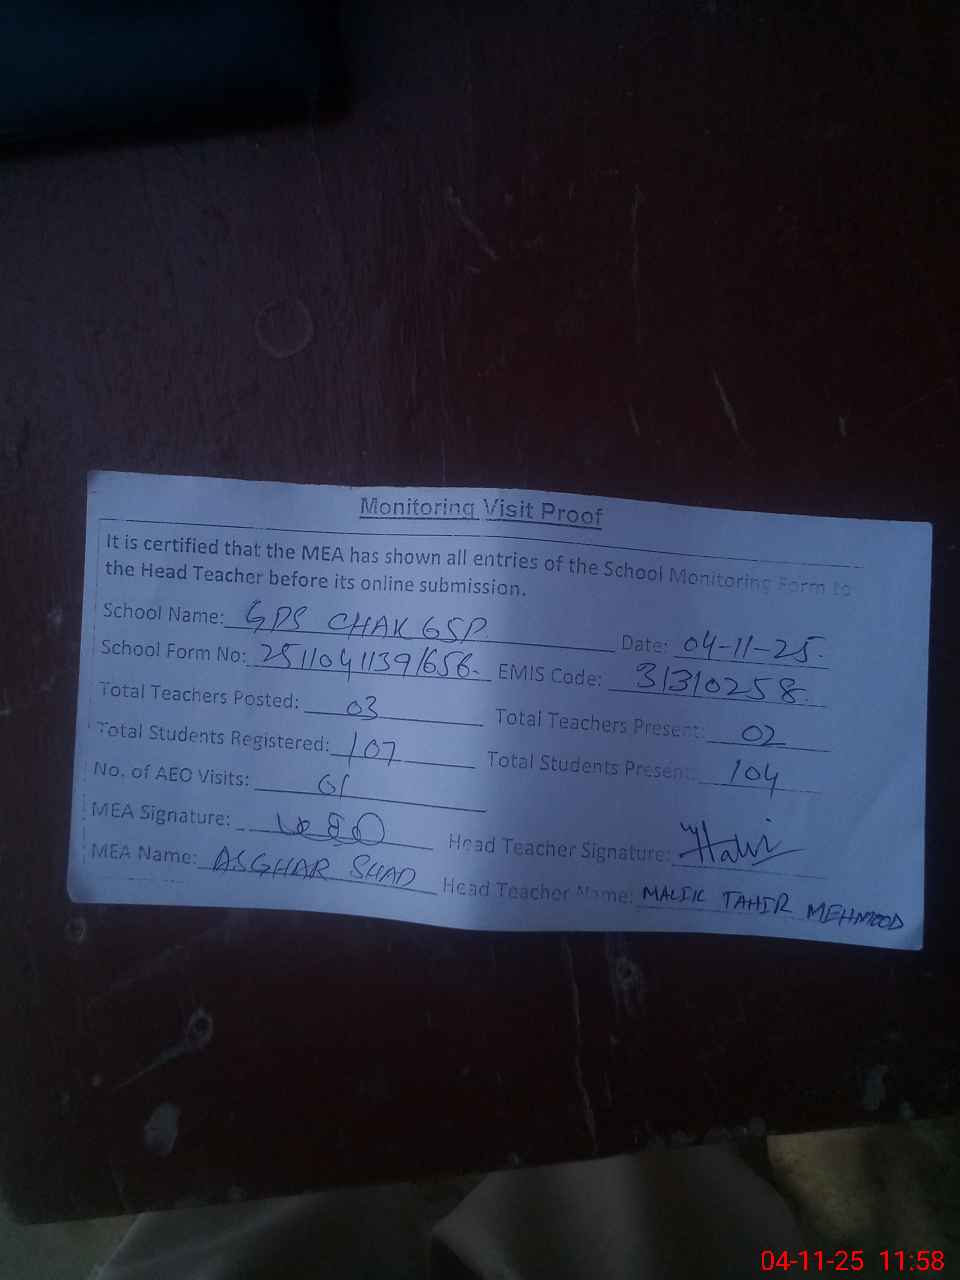 Monitoring Visit Proof
It is certified that the MEA has shown all entries of the School Monitoring Form to
the Head Teacher before its online submission.
School Name: GPS CHAK 65P. Date: 04-11-25.
School Form No: 25110411391656. EMIS Code: 31310258.
Total Teachers Posted: 03 Total Teachers Present: 02
Total Students Registered: 107 Total Students Present: 104
No. of AEO Visits: 01
MEA Signature: Head Teacher Signature:
MEA Name: ASGHAR SHAD Head Teacher Name: MALIK TAHIR MEHMOOD
04-11-25 11:58